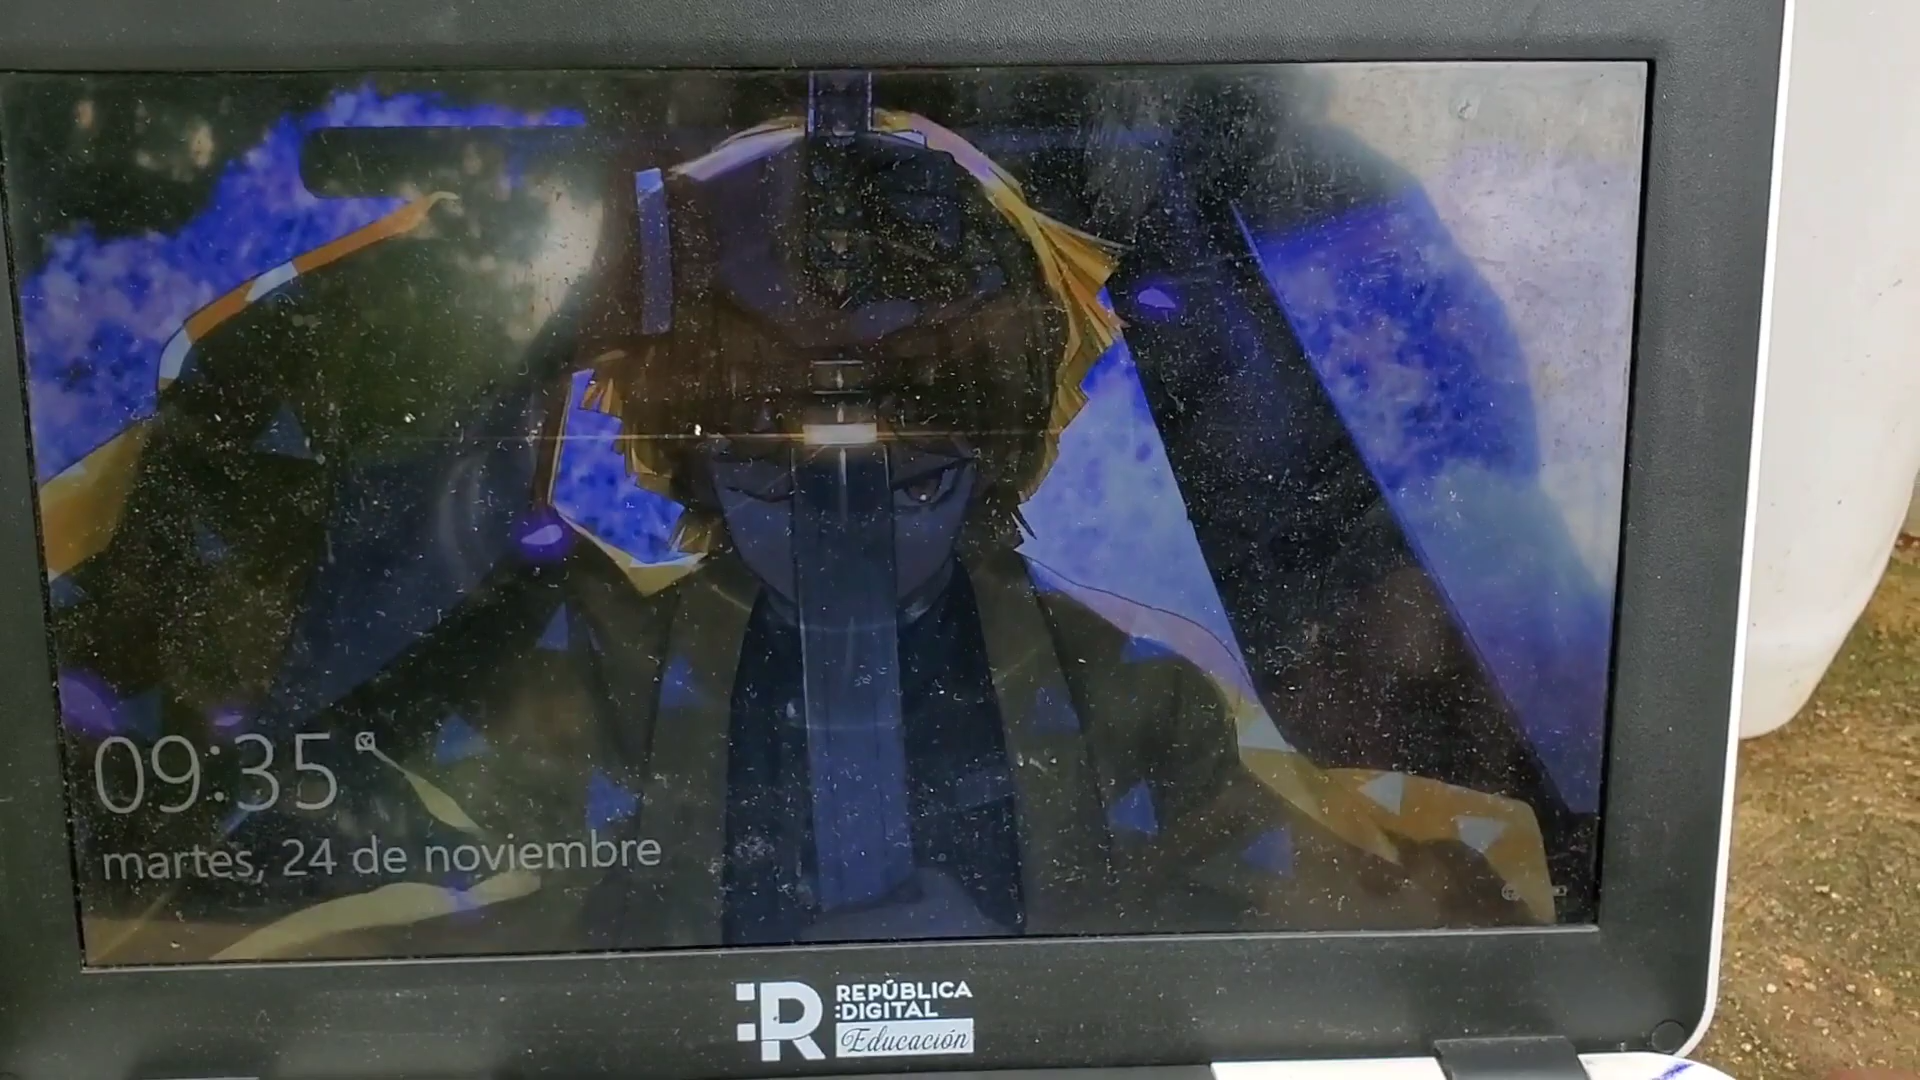 09:35
martes, 24 de noviembre
R
REPÚBLICA
:DIGITAL
Educación